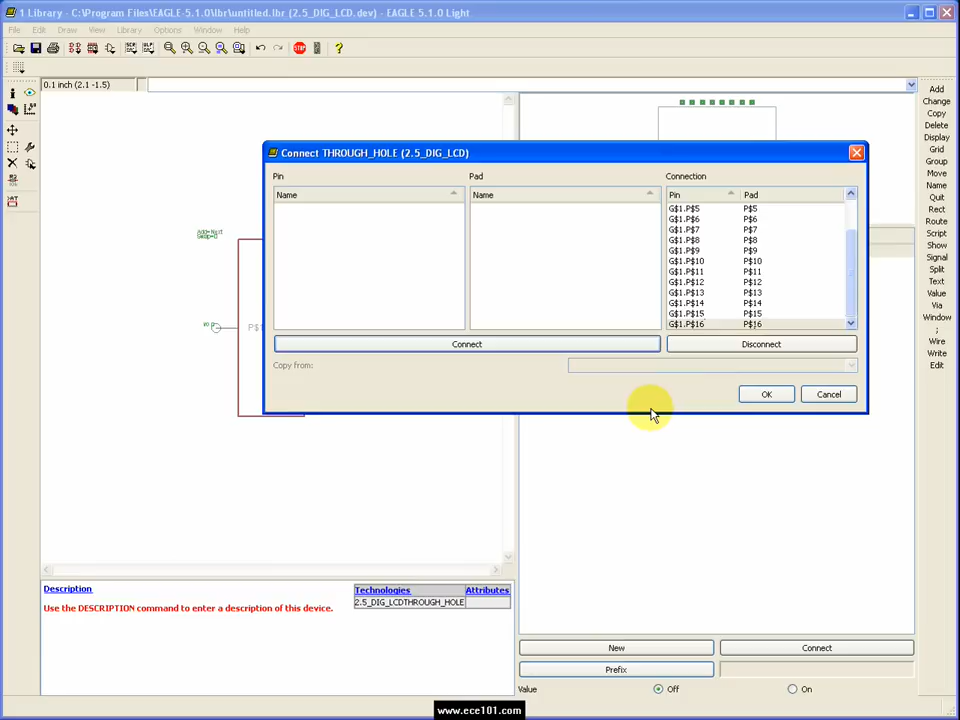 1 Library - C:\Program Files\EAGLE-5.1.0\lbr\untitled.lbr (2.5_DIG_LCD.dev) - EAGLE 5.1.0 Light
File Edit Draw View Library Options Window Help
0.1 inch (2.1 -1.5)
Add
Change
Copy
Delete
Display
Grid
Group
Move
Name
Quit
Rect
Route
Script
Show
Signal
Split
Text
Value
Via
Window
;
Wire
Write
Edit
Add=Next
Swap=0
I/O 0
P$1
Connect THROUGH_HOLE (2.5_DIG_LCD)
Pin Pad Connection
Name Name Pin Pad
G$1.P$5 P$5
G$1.P$6 P$6
G$1.P$7 P$7
G$1.P$8 P$8
G$1.P$9 P$9
G$1.P$10 P$10
G$1.P$11 P$11
G$1.P$12 P$12
G$1.P$13 P$13
G$1.P$14 P$14
G$1.P$15 P$15
G$1.P$16 P$16
Connect Disconnect
Copy from:
OK Cancel
Description
Use the DESCRIPTION command to enter a description of this device.
Technologies Attributes
2.5_DIG_LCDTHROUGH_HOLE
New Connect
Prefix
Value Off On
www.ece101.com